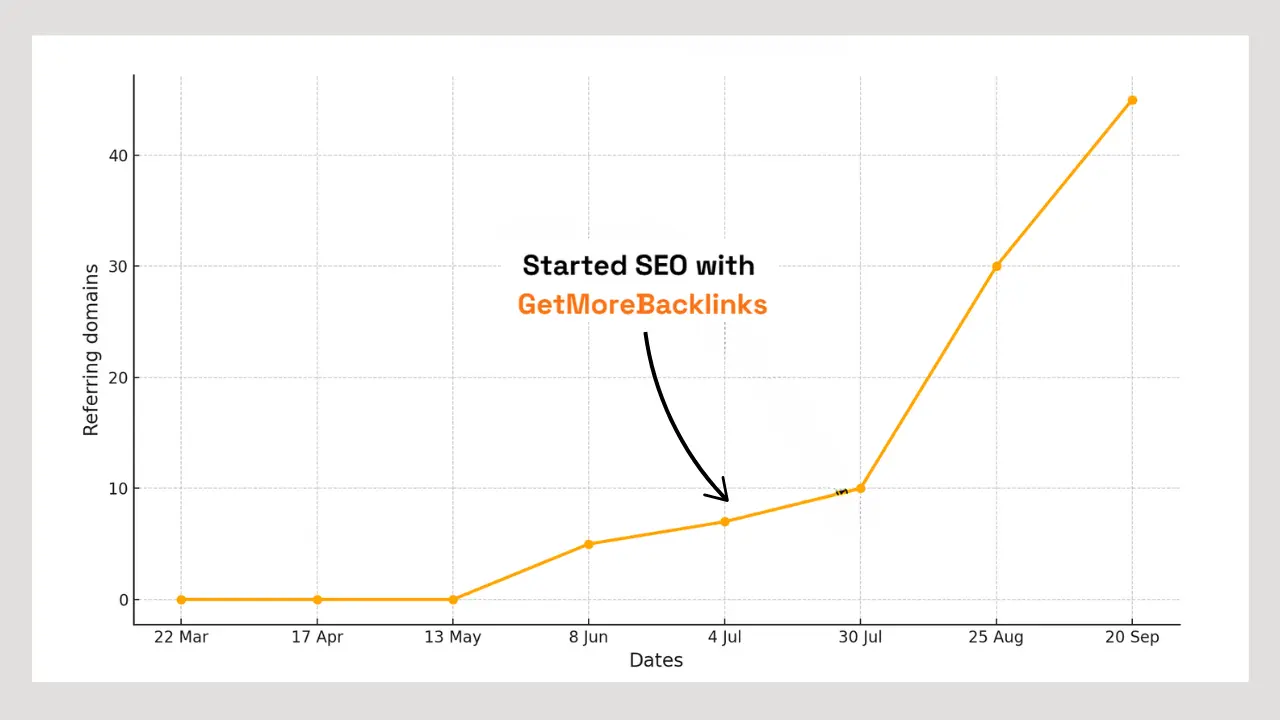 40
30
20
10
0
Referring domains
Started SEO with
GetMoreBacklinks
22 Mar 17 Apr 13 May 8 Jun 4 Jul 30 Jul 25 Aug 20 Sep
Dates